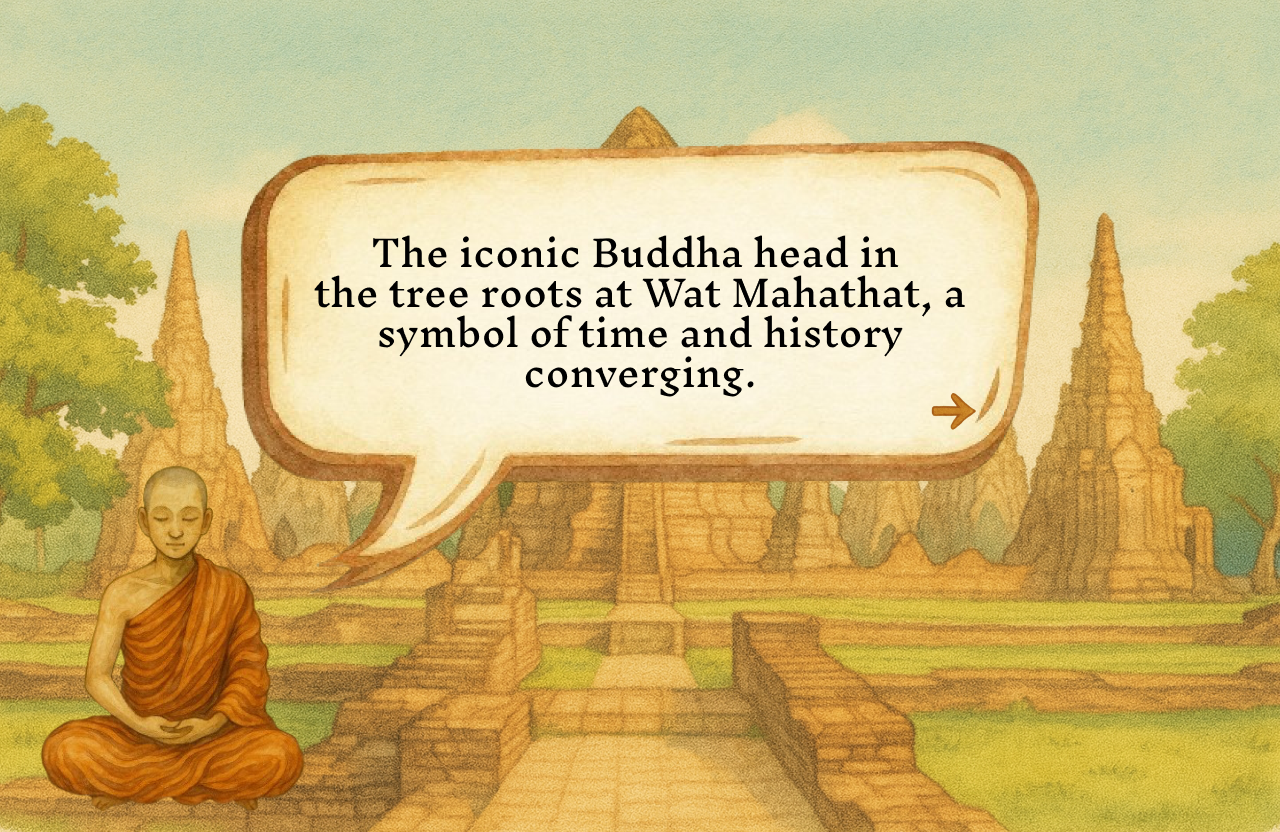 The iconic Buddha head in
the tree roots at Wat Mahathat, a
symbol of time and history
converging.